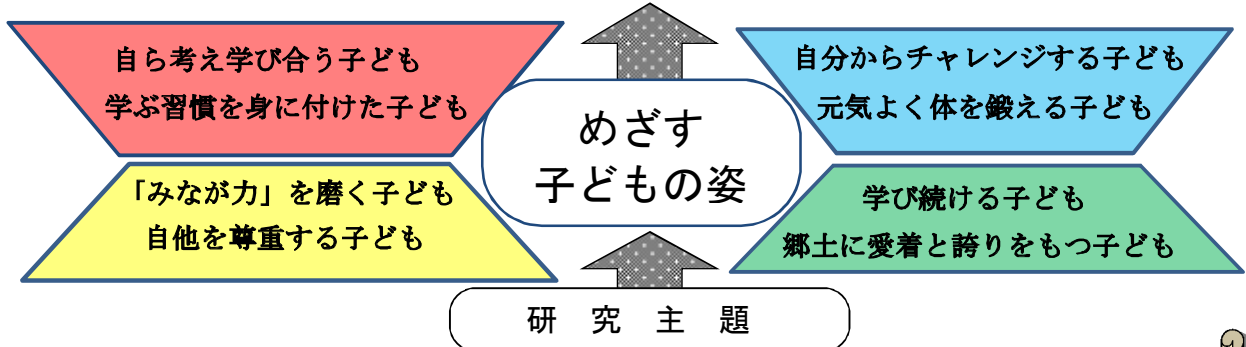 自ら考え学び合う子ども
学ぶ習慣を身に付けた子ども
「みなが力」を磨く子ども
自他を尊重する子ども
めざす
子どもの姿
自分からチャレンジする子ども
元気よく体を鍛える子ども
学び続ける子ども
郷土に愛着と誇りをもつ子ども
研究主題